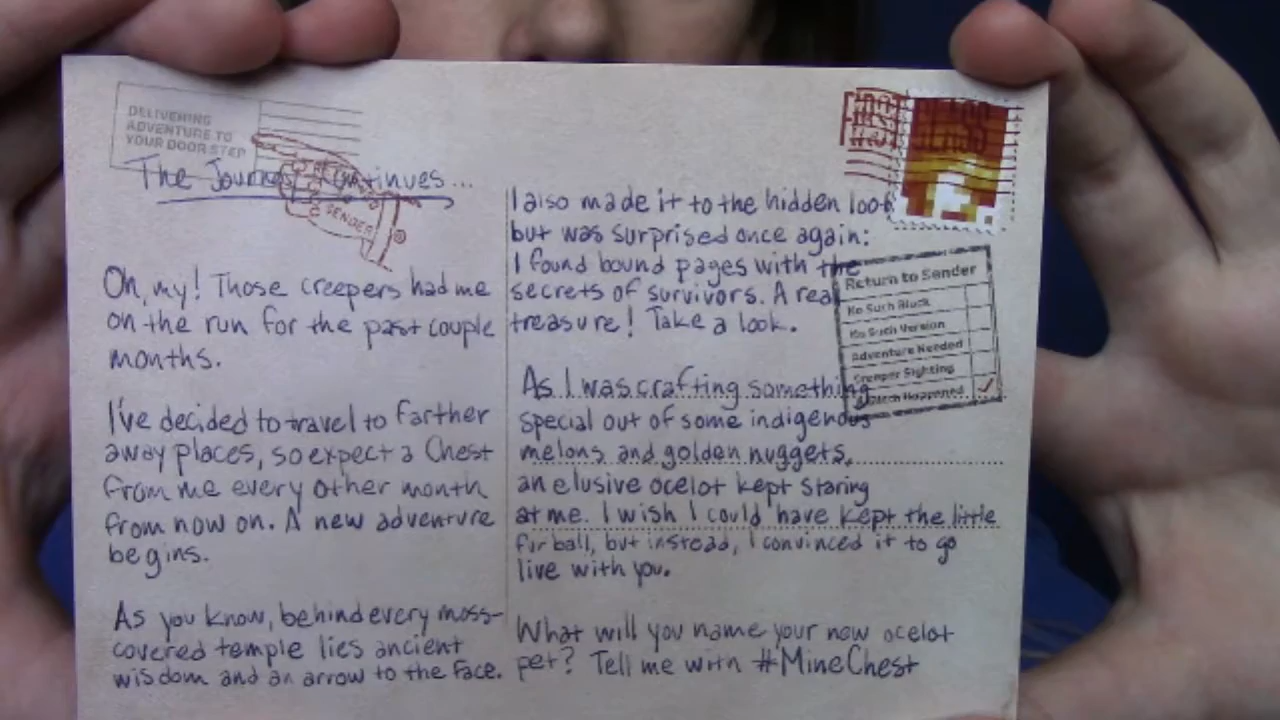 DELIVERING
ADVENTURE TO
YOUR DOOR STEP
The Journey Continues...
SENDER
Oh, my! Those creepers had me
on the run for the past couple
months.
I've decided to travel to farther
away places, so expect a Chest
from me every other month
from now on. A new adventure
begins.
As you know, behind every moss-
covered temple lies ancient
wisdom and an arrow to the face.
I also made it to the hidden loot
but was surprised once again:
I found bound pages with the
secrets of survivors. A real
treasure! Take a look.
As I was crafting something
special out of some indigenous
melons and golden nuggets,
an elusive ocelot kept staring
at me. I wish I could have kept the little
fur ball, but instead, I convinced it to go
live with you.
What will you name your new ocelot
pet? Tell me with #MineChest
Return to Sender
No Such Block
No Such Version
Adventure Needed
Creeper Sighting
Happened